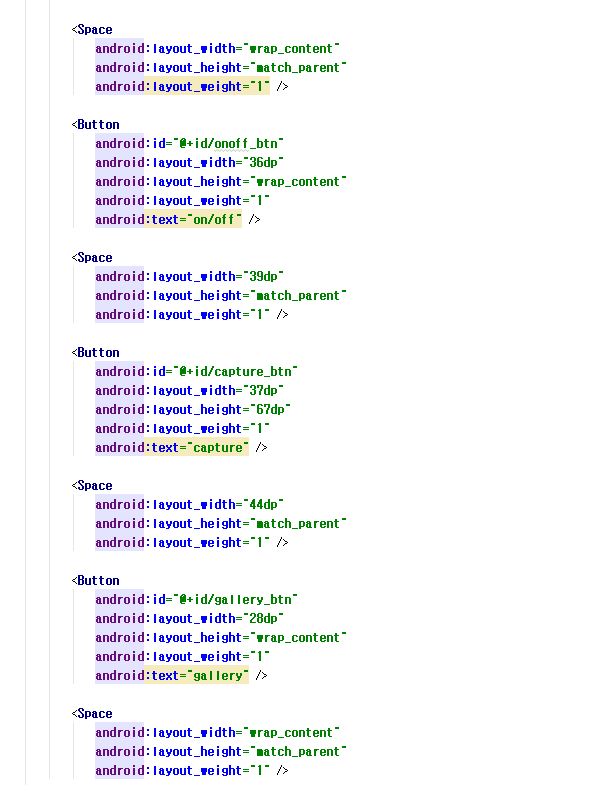 <Space
android:layout_width="wrap_content"
android:layout_height="match_parent"
android:layout_weight="1" />
<Button
android:id="@+id/onoff_btn"
android:layout_width="36dp"
android:layout_height="wrap_content"
android:layout_weight="1"
android:text="on/off" />
<Space
android:layout_width="39dp"
android:layout_height="match_parent"
android:layout_weight="1" />
<Button
android:id="@+id/capture_btn"
android:layout_width="37dp"
android:layout_height="67dp"
android:layout_weight="1"
android:text="capture" />
<Space
android:layout_width="44dp"
android:layout_height="match_parent"
android:layout_weight="1" />
<Button
android:id="@+id/gallery_btn"
android:layout_width="28dp"
android:layout_height="wrap_content"
android:layout_weight="1"
android:text="gallery" />
<Space
android:layout_width="wrap_content"
android:layout_height="match_parent"
android:layout_weight="1" />